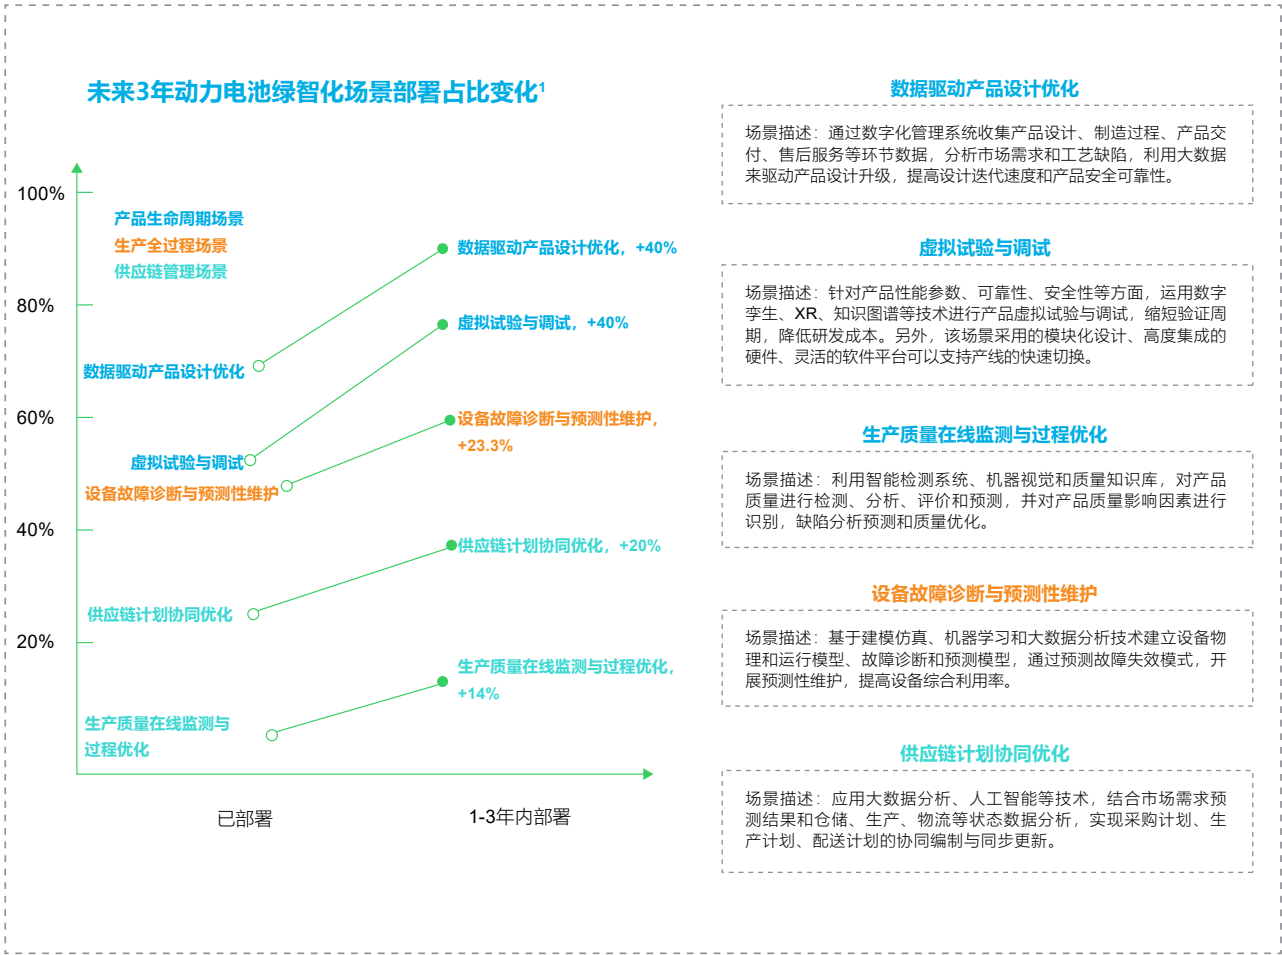 未来3年动力电池绿智化场景部署占比变化1
100%
80%
60%
40%
20%
产品生命周期场景
生产全过程场景
供应链管理场景
数据驱动产品设计优化，+40%
虚拟试验与调试，+40%
数据驱动产品设计优化
设备故障诊断与预测性维护，
+23.3%
虚拟试验与调试
设备故障诊断与预测性维护
供应链计划协同优化，+20%
供应链计划协同优化
生产质量在线监测与过程优化，
+14%
生产质量在线监测与
过程优化
已部署
1-3年内部署
数据驱动产品设计优化
场景描述：通过数字化管理系统收集产品设计、制造过程、产品交
付、售后服务等环节数据，分析市场需求和工艺缺陷，利用大数据
来驱动产品设计升级，提高设计迭代速度和产品安全可靠性。
虚拟试验与调试
场景描述：针对产品性能参数、可靠性、安全性等方面，运用数字
孪生、XR、知识图谱等技术进行产品虚拟试验与调试，缩短验证周
期，降低研发成本。另外，该场景采用的模块化设计、高度集成的
硬件、灵活的软件平台可以支持产线的快速切换。
生产质量在线监测与过程优化
场景描述：利用智能检测系统、机器视觉和质量知识库，对产品
质量进行检测、分析、评价和预测，并对产品质量影响因素进行
识别，缺陷分析预测和质量优化。
设备故障诊断与预测性维护
场景描述：基于建模仿真、机器学习和大数据分析技术建立设备物
理和运行模型、故障诊断和预测模型，通过预测故障失效模式，开
展预测性维护，提高设备综合利用率。
供应链计划协同优化
场景描述：应用大数据分析、人工智能等技术，结合市场需求预
测结果和仓储、生产、物流等状态数据分析，实现采购计划、生
产计划、配送计划的协同编制与同步更新。